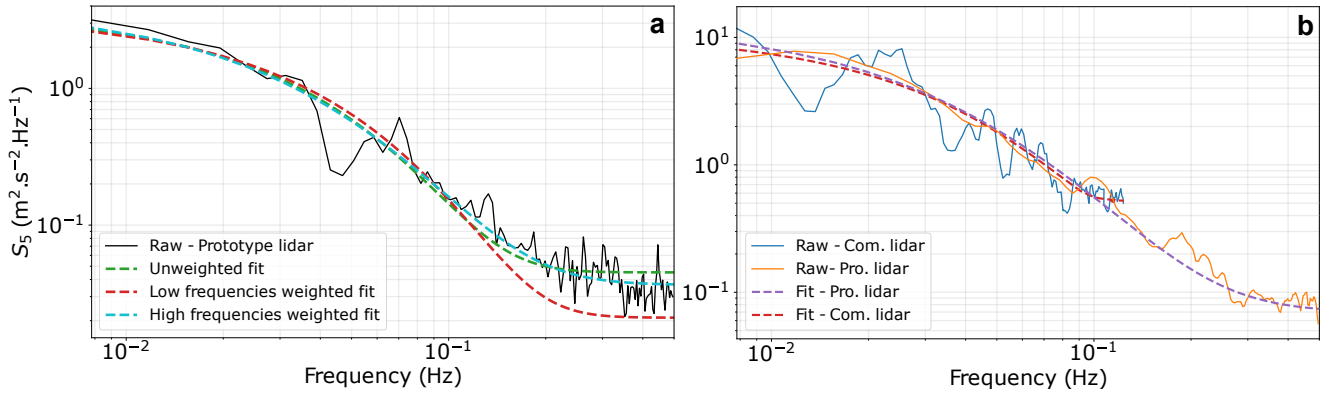 a
10⁰
10⁻¹
S₅ (m².s⁻².Hz⁻¹)
Raw - Prototype lidar
Unweighted fit
Low frequencies weighted fit
High frequencies weighted fit
10⁻² 10⁻¹
Frequency (Hz)
b
10¹
10⁰
10⁻¹
Raw - Com. lidar
Raw- Pro. lidar
Fit - Pro. lidar
Fit - Com. lidar
10⁻² 10⁻¹
Frequency (Hz)